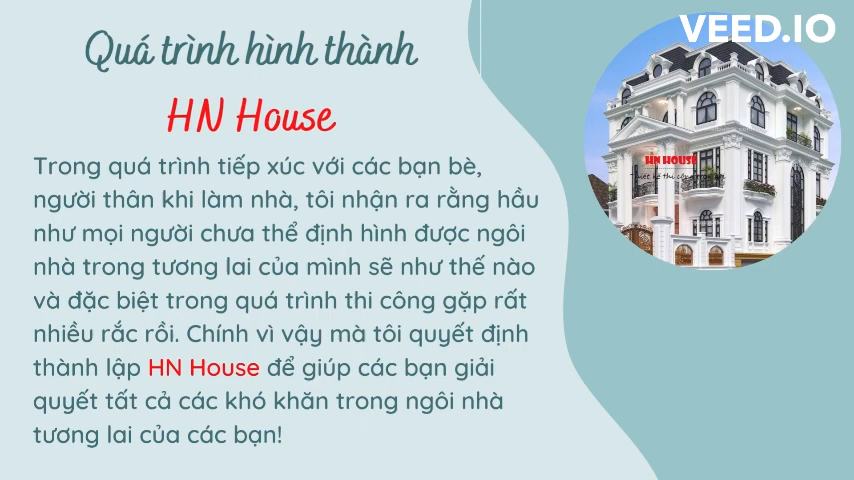 Quá trình hình thành
HN House
Trong quá trình tiếp xúc với các bạn bè,
người thân khi làm nhà, tôi nhận ra rằng hầu
như mọi người chưa thể định hình được ngôi
nhà trong tương lai của mình sẽ như thế nào
và đặc biệt trong quá trình thi công gặp rất
nhiều rắc rối. Chính vì vậy mà tôi quyết định
thành lập HN House để giúp các bạn giải
quyết tất cả các khó khăn trong ngôi nhà
tương lai của các bạn!
VEED.IO
HN HOUSE
Thiết kế thi công